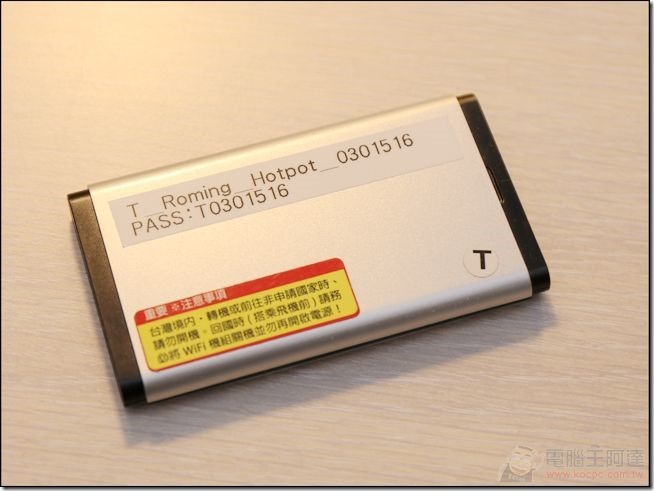 T__Roming__Hotpot__0301516
PASS:T0301516
T
重要 ※注意事項
台灣境內、轉機或前往非申請國家時、
請勿開機。回國時(搭乘飛機前)請務
必將 WiFi 機組關機並勿再開啟電源！
電腦王阿達
www.kocpc.com.tw